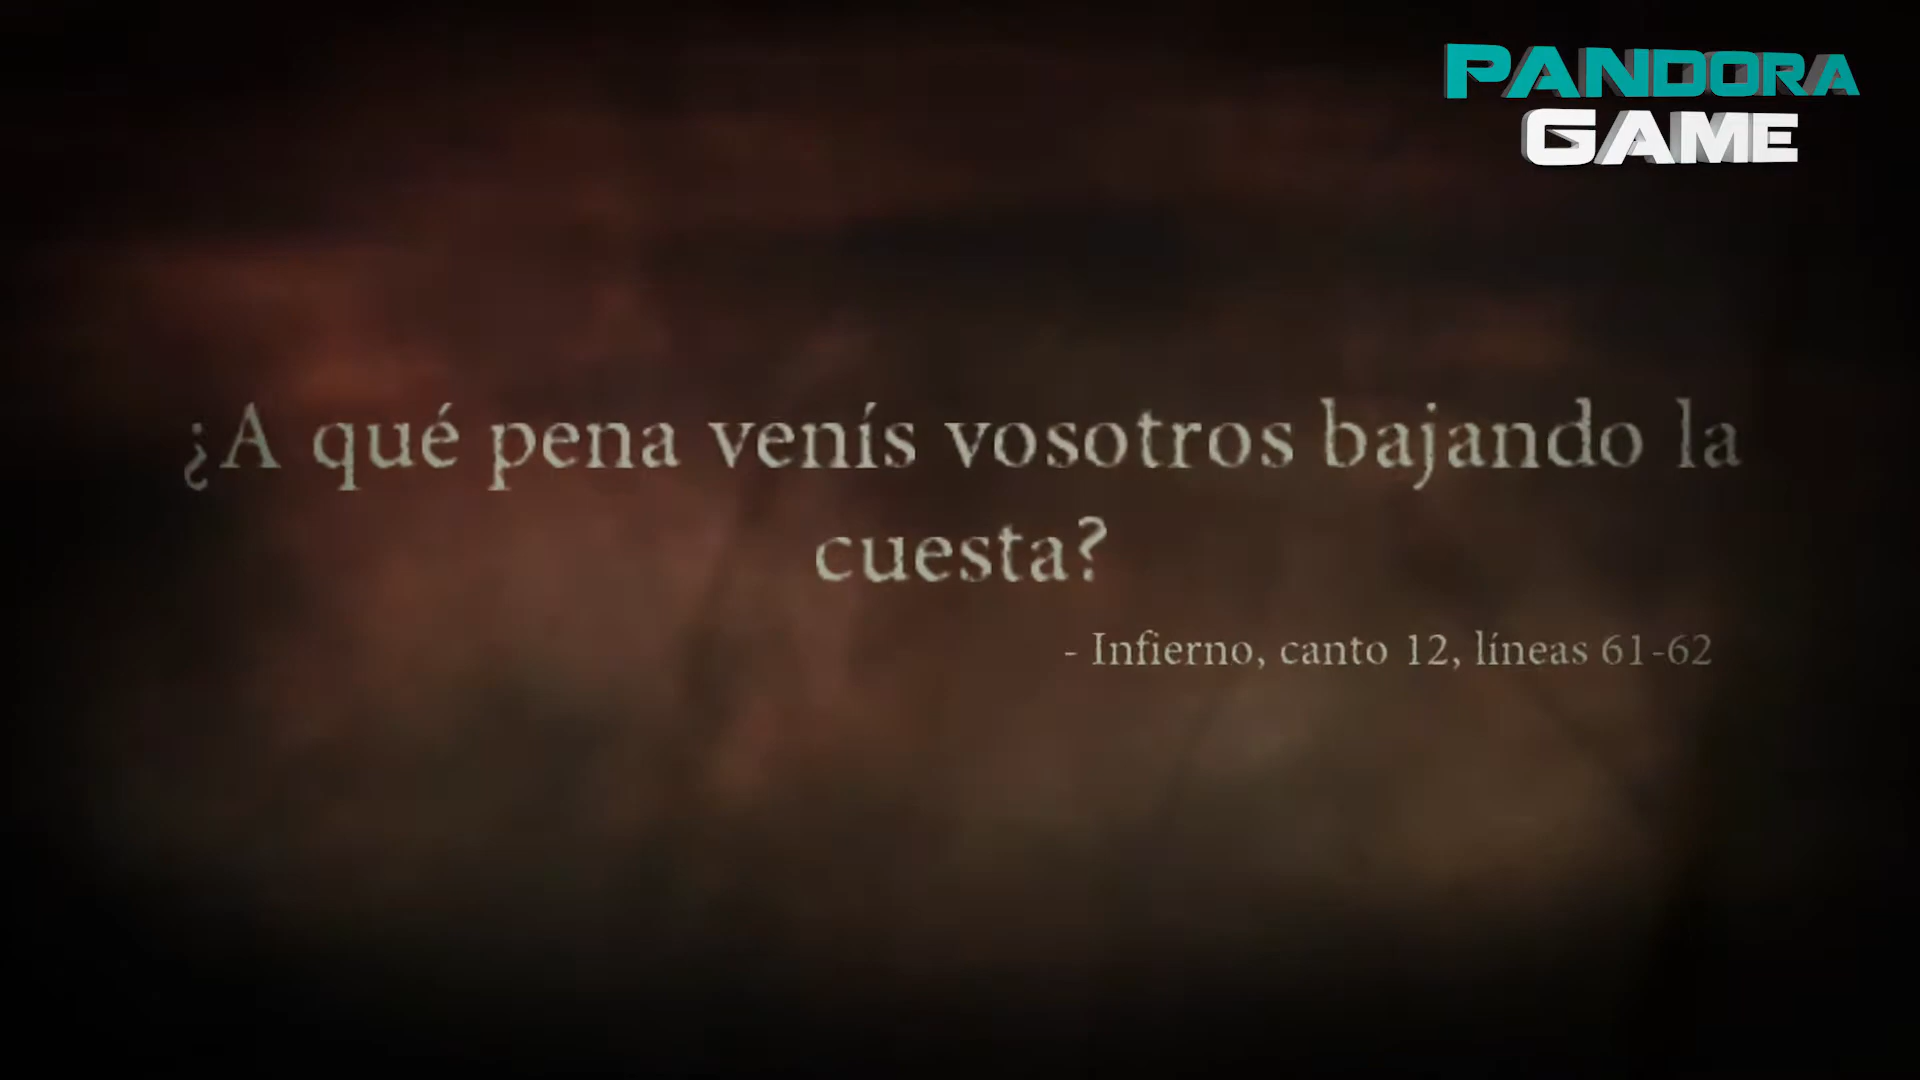 PANDORA
GAME
¿A qué pena venís vosotros bajando la
cuesta?
- Infierno, canto 12, líneas 61-62